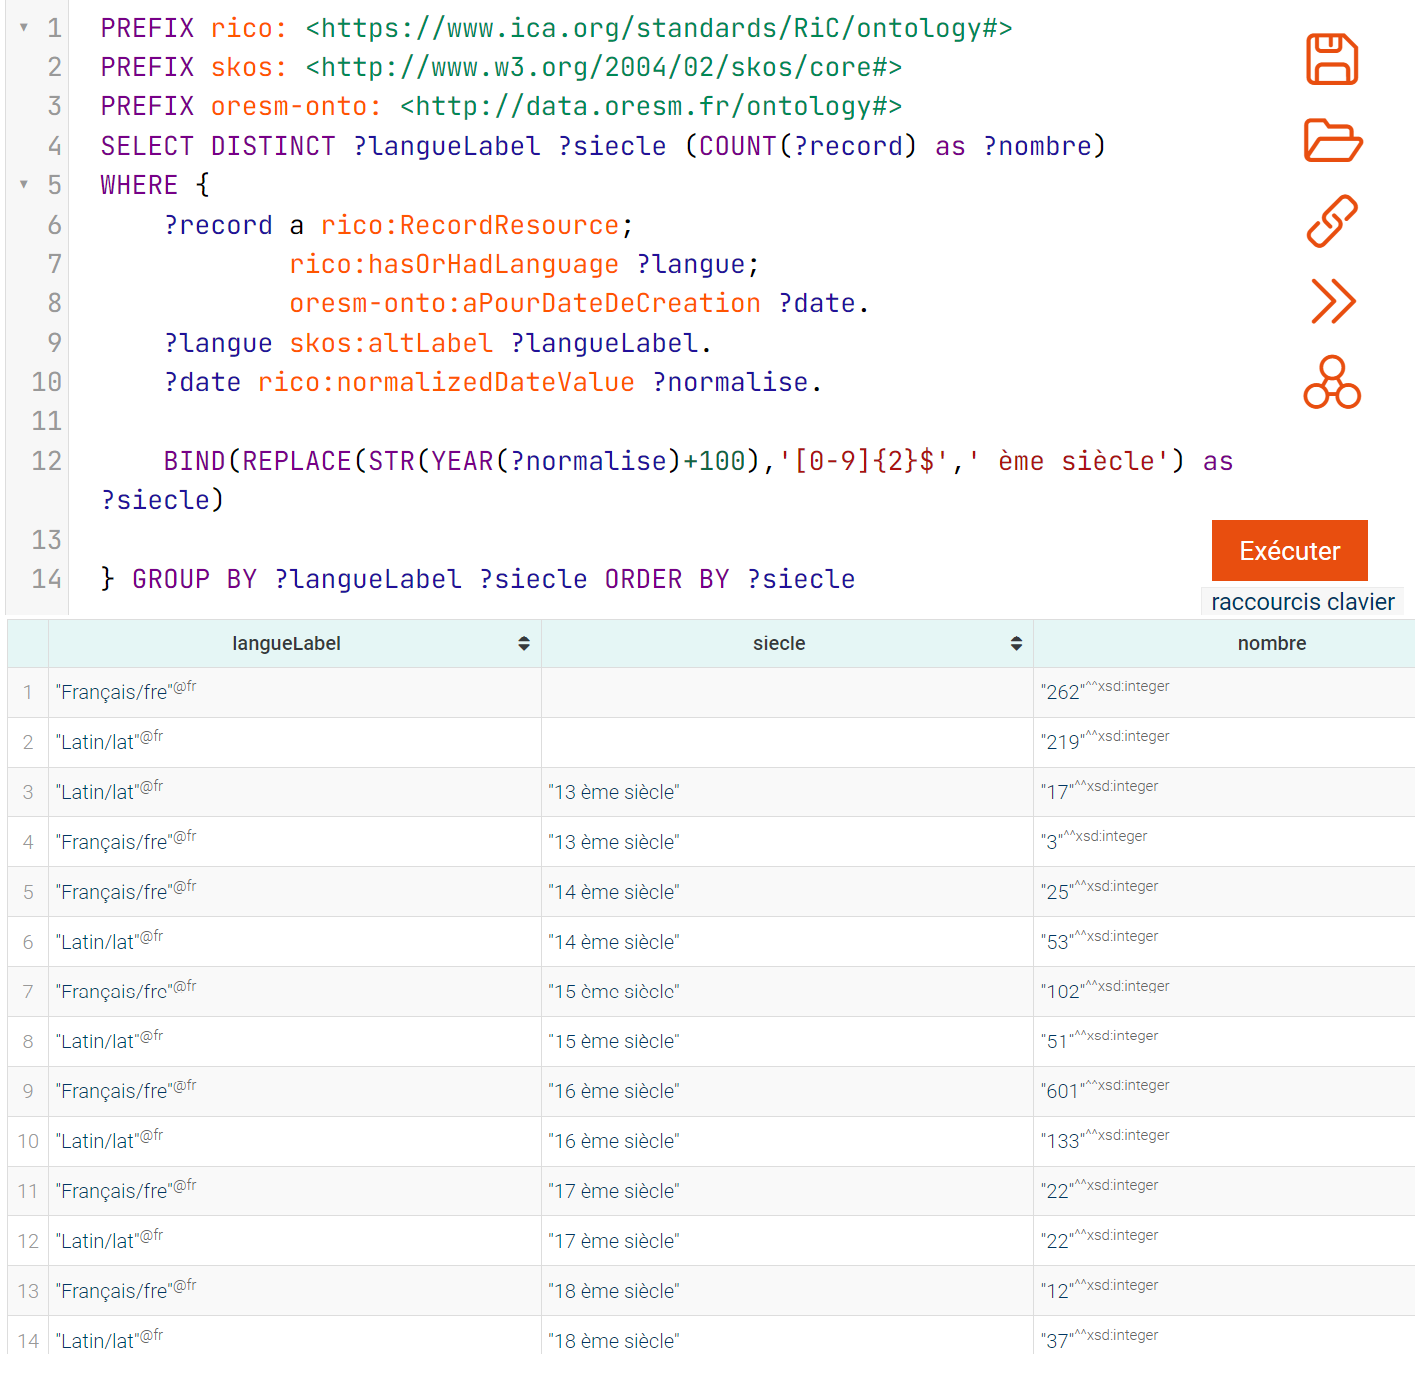 1 PREFIX rico: <https://www.ica.org/standards/RiC/ontology#>
2 PREFIX skos: <http://www.w3.org/2004/02/skos/core#>
3 PREFIX oresm-onto: <http://data.oresm.fr/ontology#>
4 SELECT DISTINCT ?langueLabel ?siecle (COUNT(?record) as ?nombre)
5 WHERE {
6 ?record a rico:RecordResource;
7 rico:hasOrHadLanguage ?langue;
8 oresm-onto:aPourDateDeCreation ?date.
9 ?langue skos:altLabel ?langueLabel.
10 ?date rico:normalizedDateValue ?normalise.
11
12 BIND(REPLACE(STR(YEAR(?normalise)+100),'[0-9]{2}$',' ème siècle') as
?siecle)
13
14 } GROUP BY ?langueLabel ?siecle ORDER BY ?siecle
Exécuter
raccourcis clavier
langueLabel siecle nombre
1 "Français/fre"@fr "262"^^xsd:integer
2 "Latin/lat"@fr "219"^^xsd:integer
3 "Latin/lat"@fr "13 ème siècle" "17"^^xsd:integer
4 "Français/fre"@fr "13 ème siècle" "3"^^xsd:integer
5 "Français/fre"@fr "14 ème siècle" "25"^^xsd:integer
6 "Latin/lat"@fr "14 ème siècle" "53"^^xsd:integer
7 "Français/fre"@fr "15 ème siècle" "102"^^xsd:integer
8 "Latin/lat"@fr "15 ème siècle" "51"^^xsd:integer
9 "Français/fre"@fr "16 ème siècle" "601"^^xsd:integer
10 "Latin/lat"@fr "16 ème siècle" "133"^^xsd:integer
11 "Français/fre"@fr "17 ème siècle" "22"^^xsd:integer
12 "Latin/lat"@fr "17 ème siècle" "22"^^xsd:integer
13 "Français/fre"@fr "18 ème siècle" "12"^^xsd:integer
14 "Latin/lat"@fr "18 ème siècle" "37"^^xsd:integer